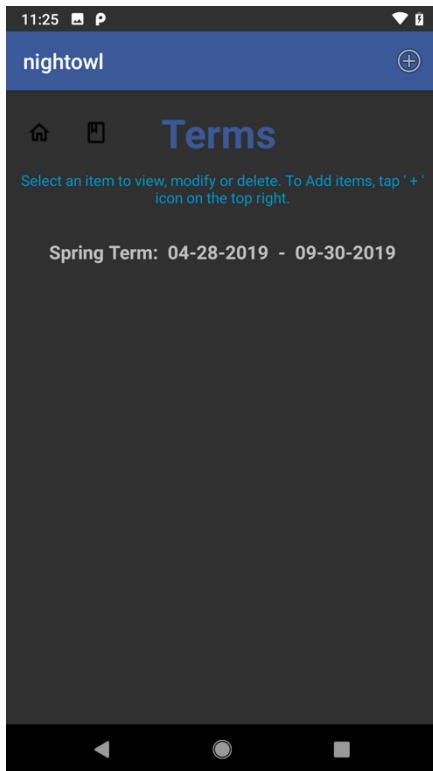 11:25
nightowl
Terms
Select an item to view, modify or delete. To Add items, tap ' + '
icon on the top right.
Spring Term: 04-28-2019 - 09-30-2019